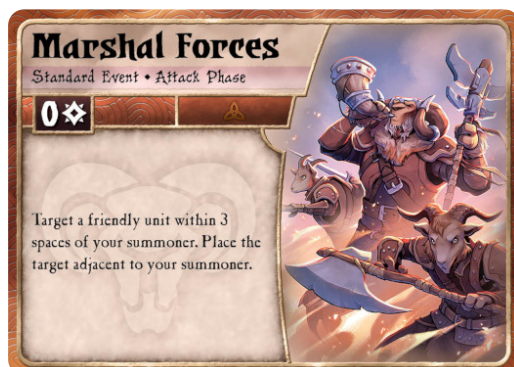 Marshal Forces
Standard Event • Attack Phase
0
Target a friendly unit within 3
spaces of your summoner. Place the
target adjacent to your summoner.